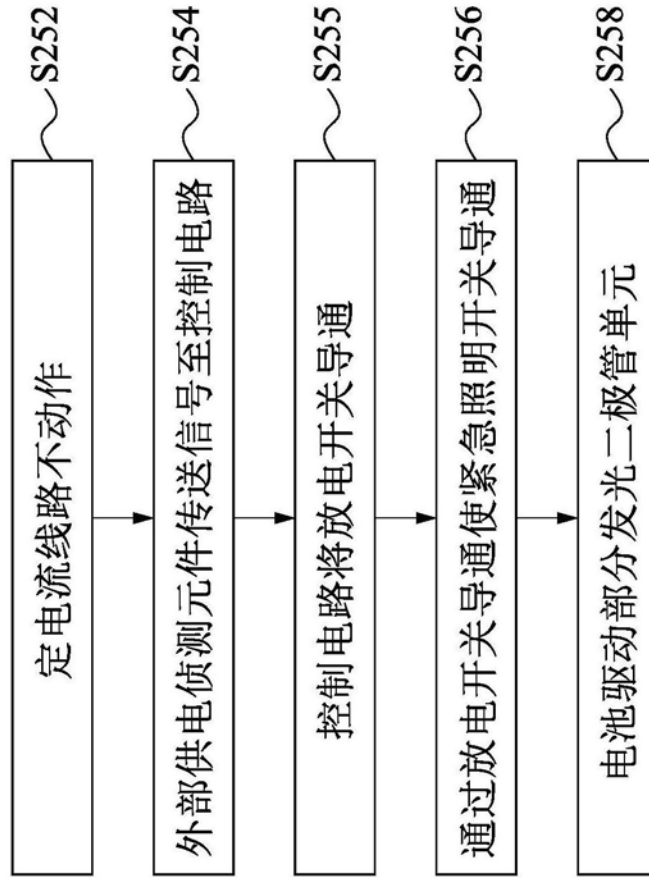 定电流线路不动作
S252
外部供电侦测元件传送信号至控制电路
S254
控制电路将放电开关导通
S255
通过放电开关导通使紧急照明开关导通
S256
电池驱动部分发光二极管单元
S258